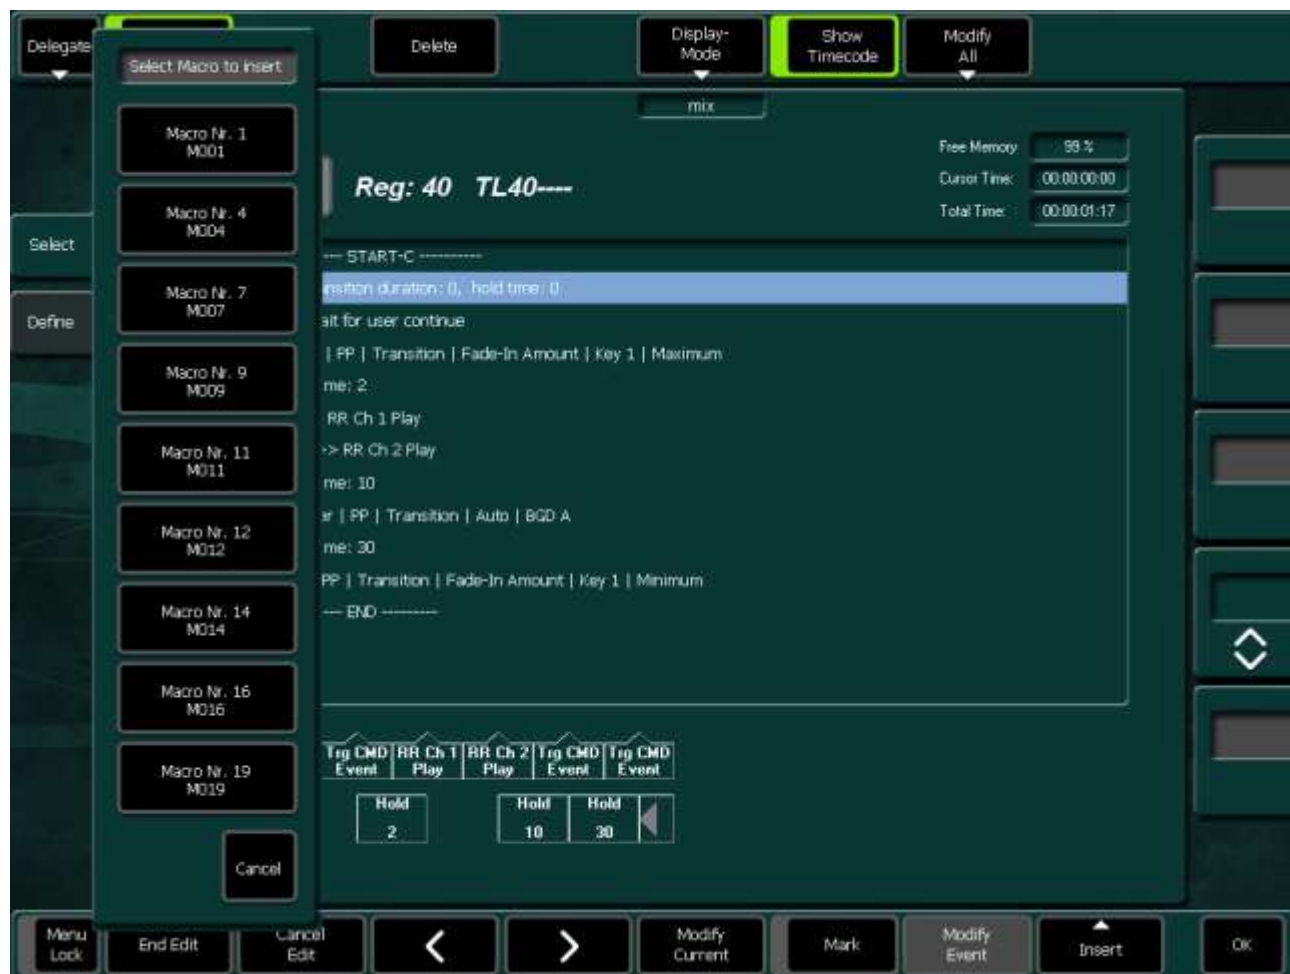 Delegate
Delete
Display-
Mode
Show
Timecode
Modify
All
Select Macro to insert
mix
Macro Nr. 1
M001
Free Memory 99 %
Reg: 40 TL40----
Cursor Time: 00:00:00:00
Macro Nr. 4
M004
Total Time: 00:00:01:17
Select
--- START-C ----------
Macro Nr. 7
M007
nsition duration: 0, hold time: 0
Define
ait for user continue
| PP | Transition | Fade-In Amount | Key 1 | Maximum
Macro Nr. 9
M009
me: 2
RR Ch 1 Play
Macro Nr. 11
M011
-> RR Ch 2 Play
me: 10
er | PP | Transition | Auto | BGD A
Macro Nr. 12
M012
me: 30
PP | Transition | Fade-In Amount | Key 1 | Minimum
Macro Nr. 14
M014
--- END ---------
Macro Nr. 16
M016
Trg CMD
Event
RR Ch 1
Play
RR Ch 2
Play
Trg CMD
Event
Trg CMD
Event
Macro Nr. 19
M019
Hold
2
Hold
10
Hold
30
Cancel
Menu
Lock
End Edit
Cancel
Edit
Modify
Current
Mark
Modify
Event
Insert
OK